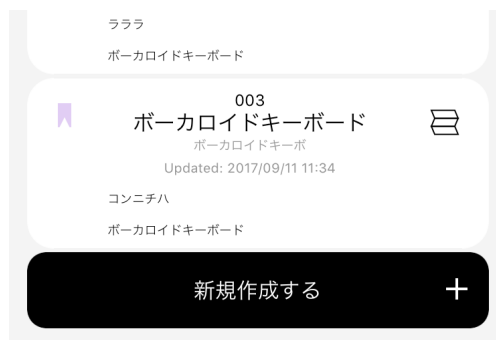 ラララ
ボーカロイドキーボード
003
ボーカロイドキーボード
ボーカロイドキーボ
Updated: 2017/09/11 11:34
コンニチハ
ボーカロイドキーボード
新規作成する